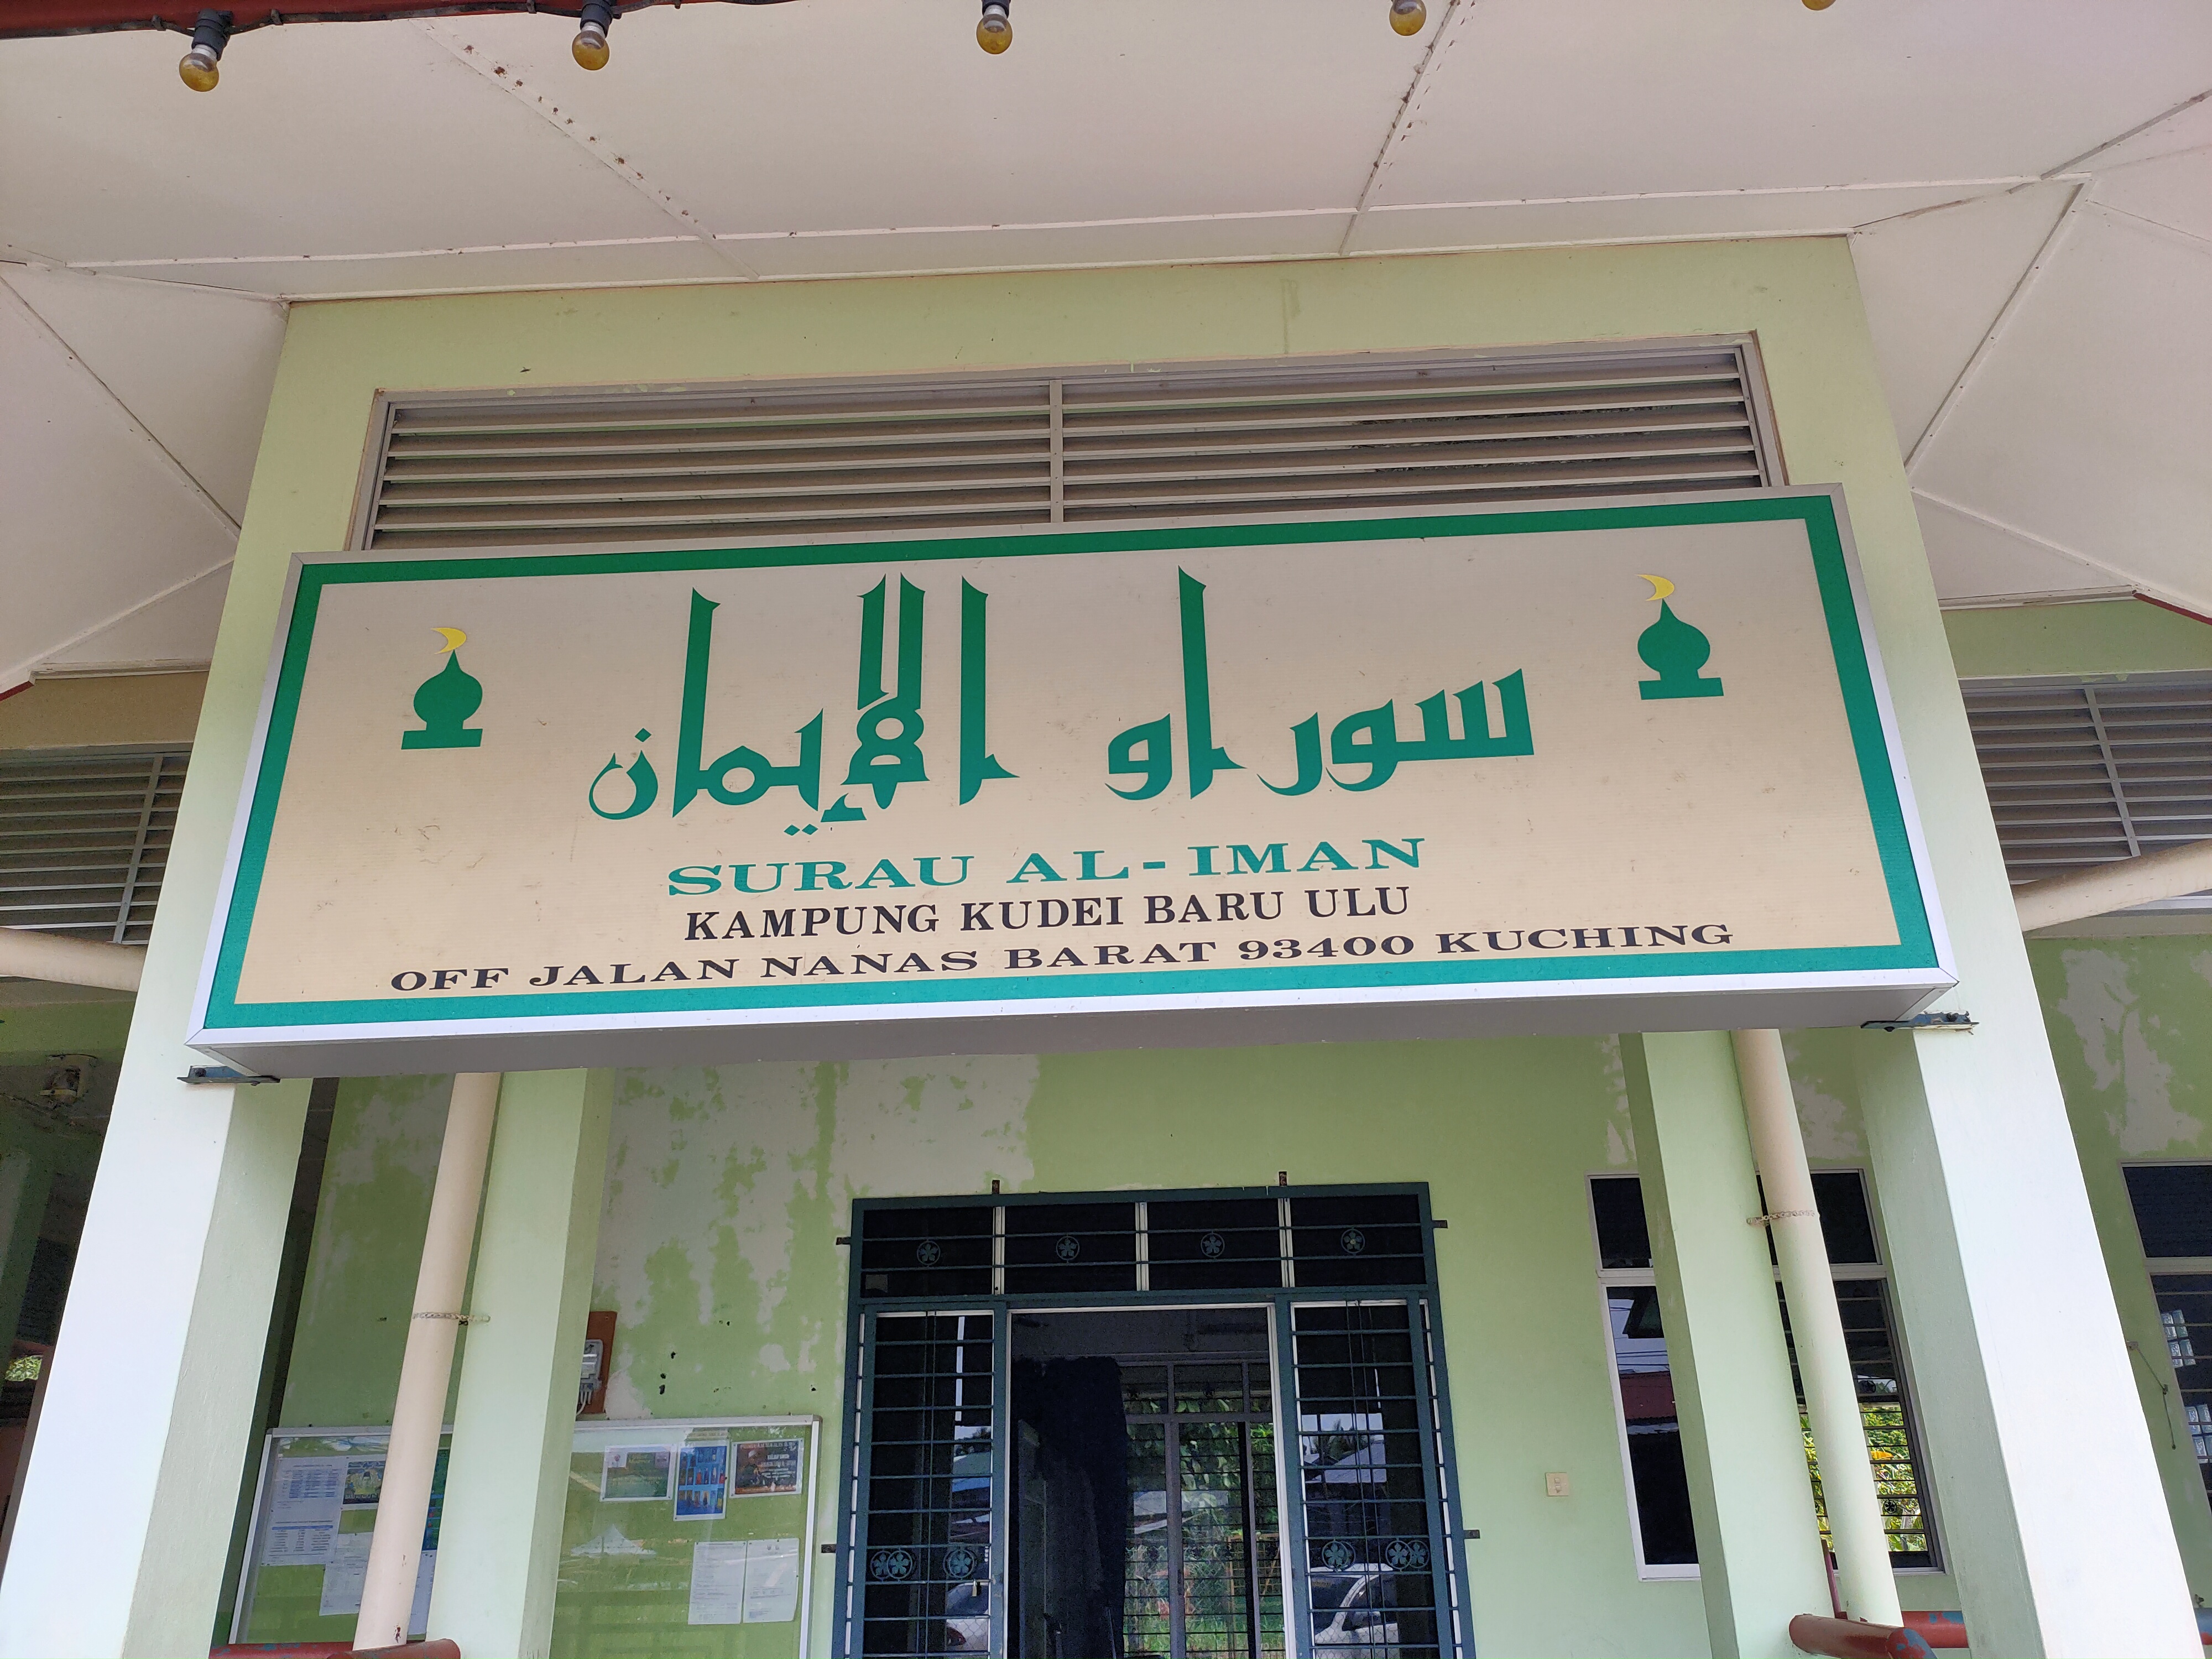 سوراو الإيمان
SURAU AL-IMAN
KAMPUNG KUDEI BARU ULU
OFF JALAN NANAS BARAT 93400 KUCHING